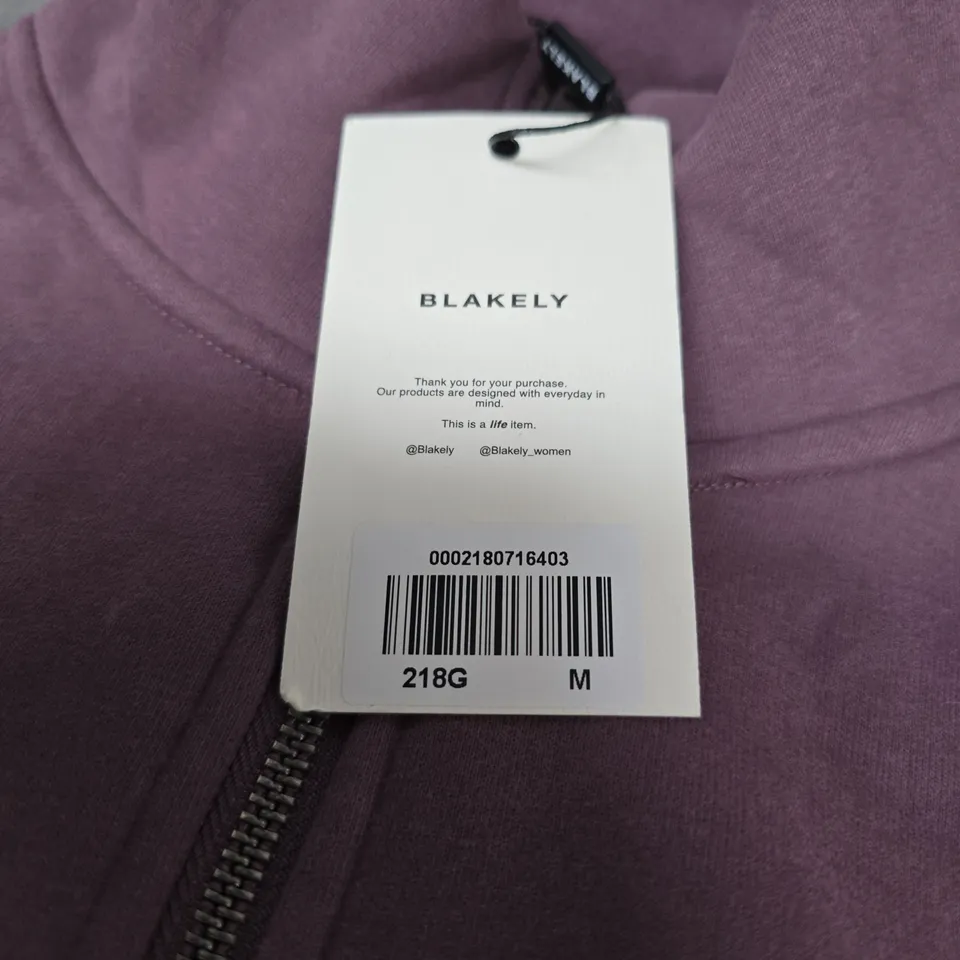 BLAKELY
BLAKELY
Thank you for your purchase.
Our products are designed with everyday in
mind.
This is a life item.
@Blakely @Blakely_women
0002180716403
218G M